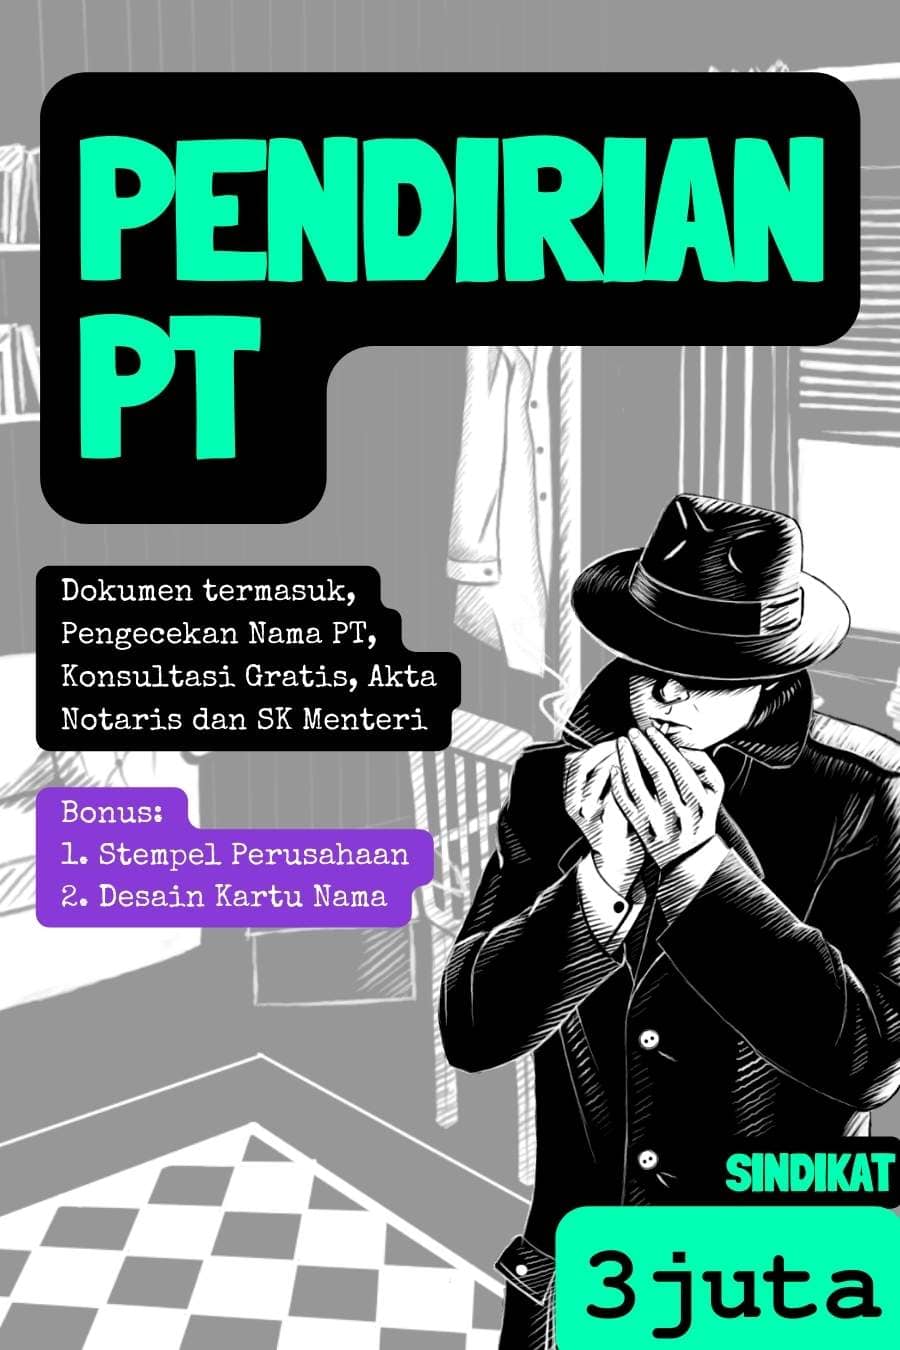 PENDIRIAN
PT
Dokumen termasuk,
Pengecekan Nama PT,
Konsultasi Gratis, Akta
Notaris dan SK Menteri
Bonus:
1. Stempel Perusahaan
2. Desain Kartu Nama
SINDIKAT
3juta